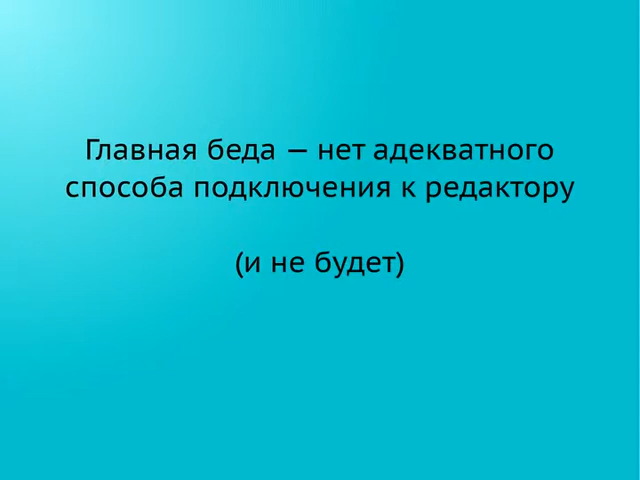 Главная беда — нет адекватного
способа подключения к редактору
(и не будет)